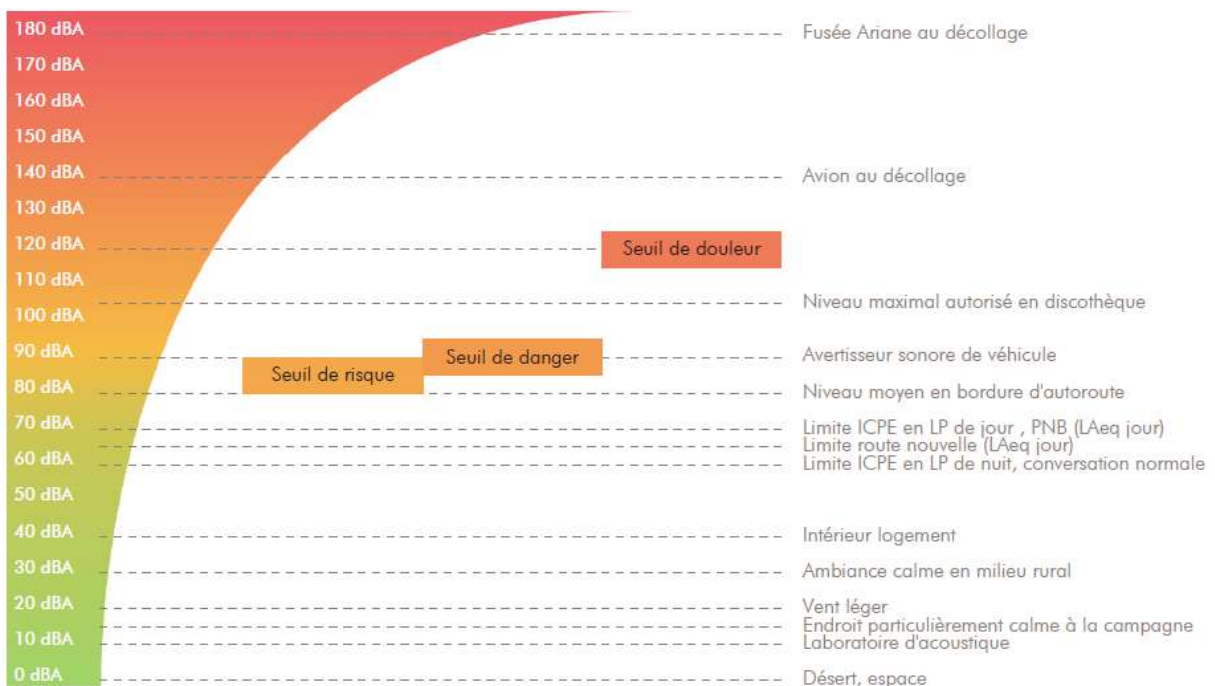 180 dBA
Fusée Ariane au décollage
170 dBA
160 dBA
150 dBA
140 dBA
Avion au décollage
130 dBA
120 dBA
Seuil de douleur
110 dBA
Niveau maximal autorisé en discothèque
100 dBA
90 dBA
Seuil de danger
Avertisseur sonore de véhicule
Seuil de risque
80 dBA
Niveau moyen en bordure d'autoroute
70 dBA
Limite ICPE en LP de jour , PNB (LAeq jour)
Limite route nouvelle (LAeq jour)
60 dBA
Limite ICPE en LP de nuit, conversation normale
50 dBA
40 dBA
Intérieur logement
30 dBA
Ambiance calme en milieu rural
20 dBA
Vent léger
Endroit particulièrement calme à la campagne
10 dBA
Laboratoire d'acoustique
0 dBA
Désert, espace